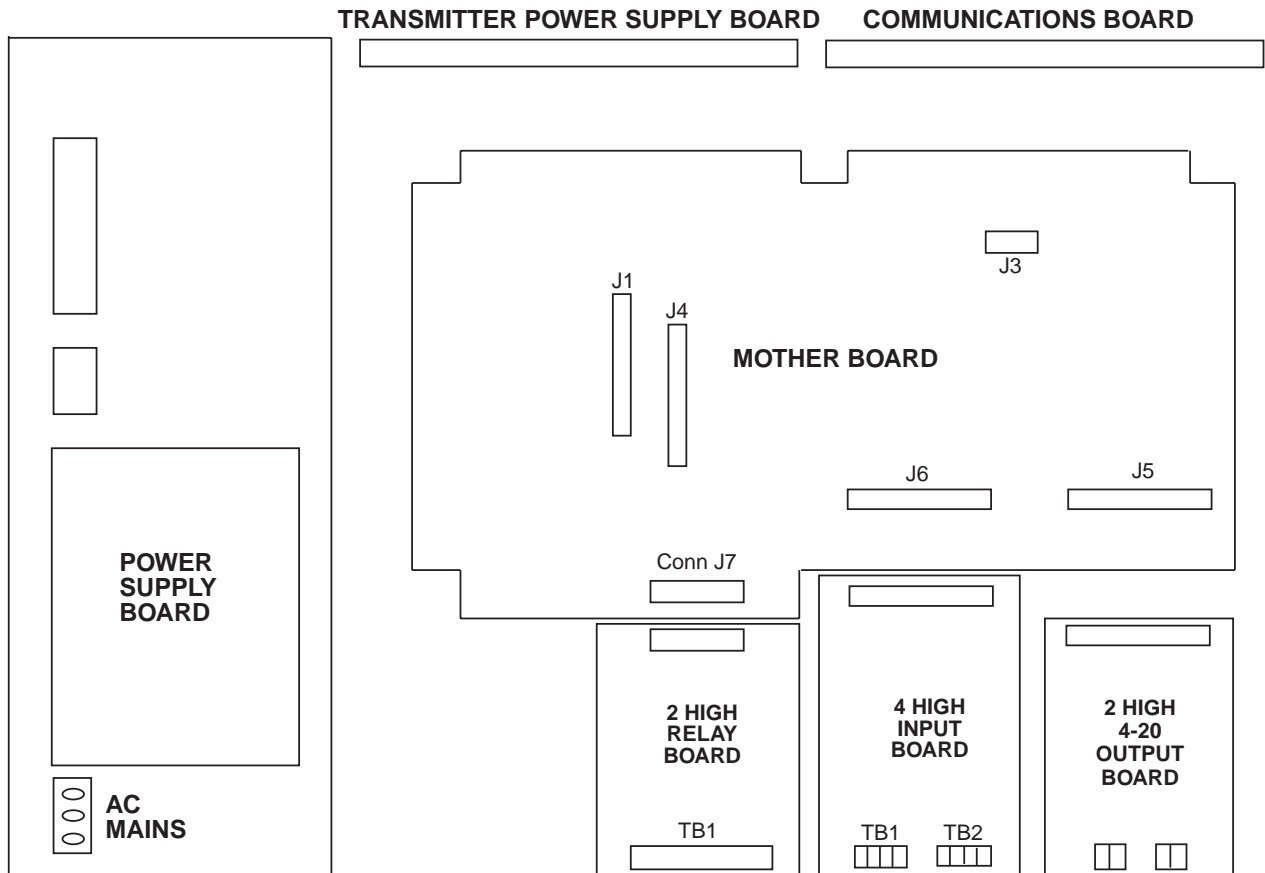 TRANSMITTER POWER SUPPLY BOARD
COMMUNICATIONS BOARD
J3
J1
J4
MOTHER BOARD
J6
J5
Conn J7
POWER
SUPPLY
BOARD
2 HIGH
RELAY
BOARD
4 HIGH
INPUT
BOARD
2 HIGH
4-20
OUTPUT
BOARD
AC
MAINS
TB1
TB1
TB2